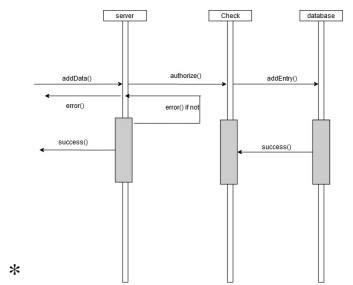 server
Check
database
addData()
authorize()
addEntry()
error()
error() if not
success()
success()
*